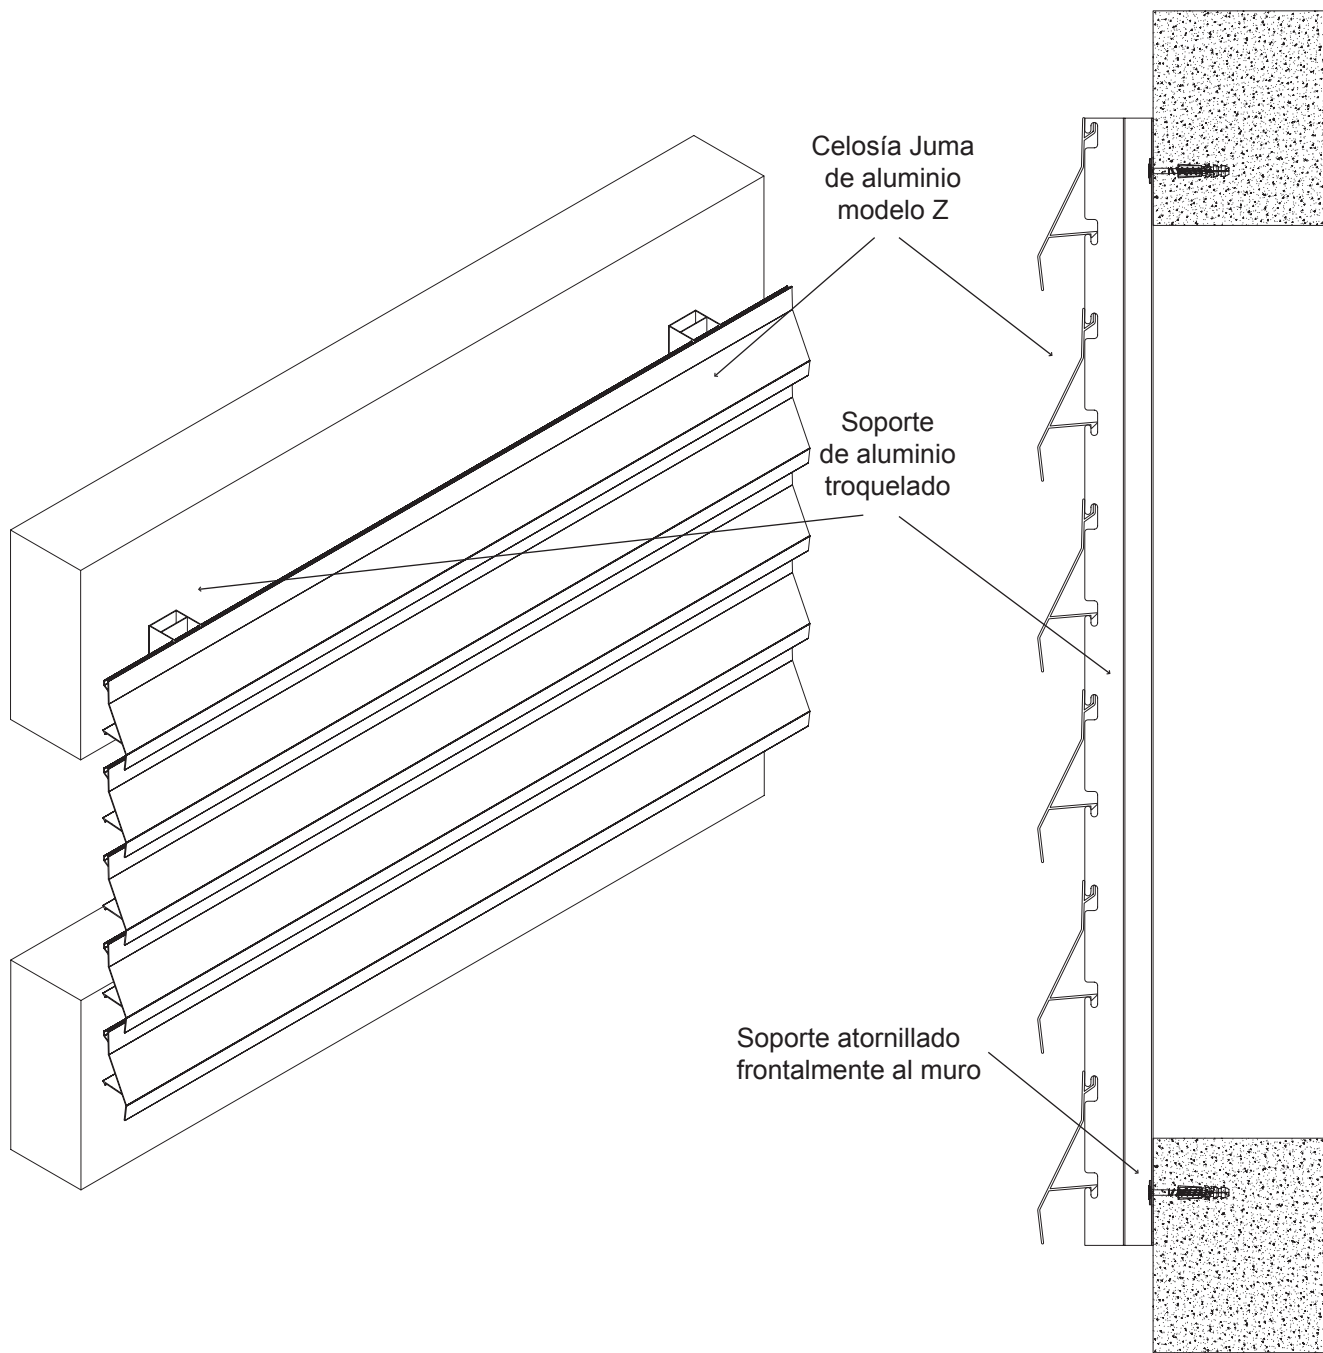 Celosía Juma
de aluminio
modelo Z
Soporte
de aluminio
troquelado
Soporte atornillado
frontalmente al muro